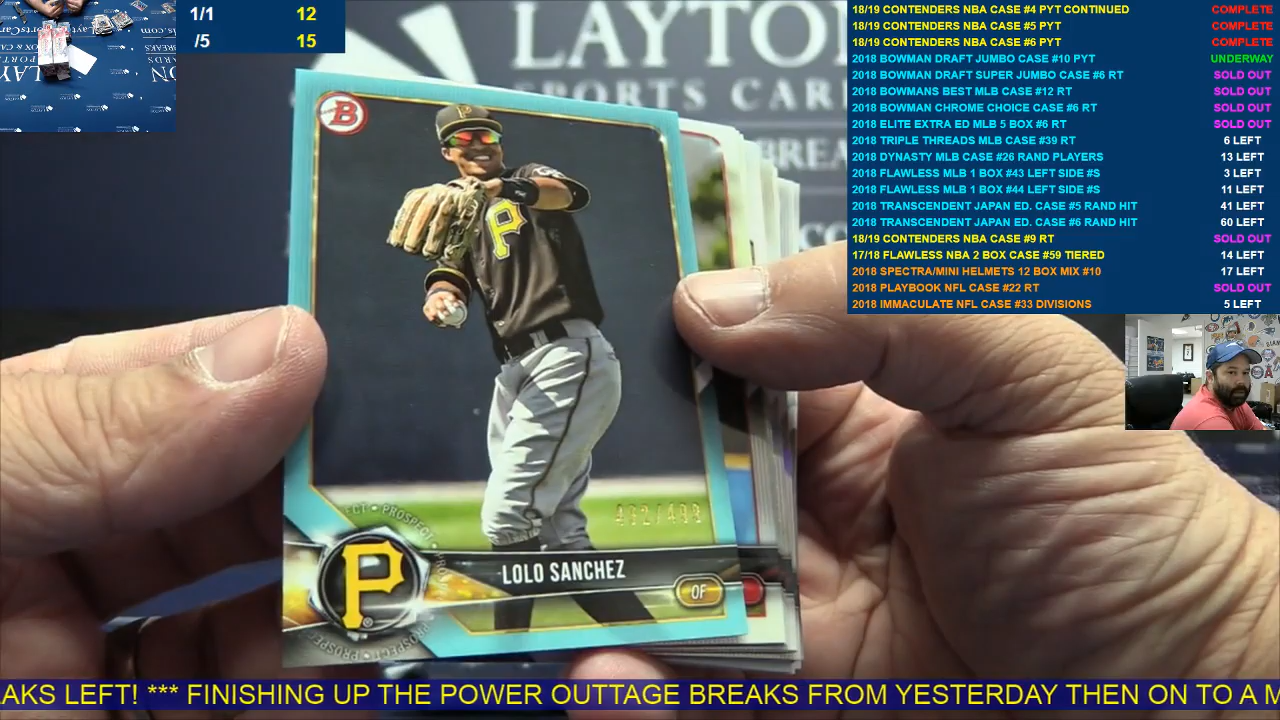 1/1 12
/5 15
18/19 CONTENDERS NBA CASE #4 PYT CONTINUED COMPLETE
18/19 CONTENDERS NBA CASE #5 PYT COMPLETE
18/19 CONTENDERS NBA CASE #6 PYT COMPLETE
2018 BOWMAN DRAFT JUMBO CASE #10 PYT UNDERWAY
2018 BOWMAN DRAFT SUPER JUMBO CASE #6 RT SOLD OUT
2018 BOWMANS BEST MLB CASE #12 RT SOLD OUT
2018 BOWMAN CHROME CHOICE CASE #6 RT SOLD OUT
2018 ELITE EXTRA ED MLB 5 BOX #6 RT SOLD OUT
2018 TRIPLE THREADS MLB CASE #39 RT 6 LEFT
2018 DYNASTY MLB CASE #26 RAND PLAYERS 13 LEFT
2018 FLAWLESS MLB 1 BOX #43 LEFT SIDE #S 3 LEFT
2018 FLAWLESS MLB 1 BOX #44 LEFT SIDE #S 11 LEFT
2018 TRANSCENDENT JAPAN ED. CASE #5 RAND HIT 41 LEFT
2018 TRANSCENDENT JAPAN ED. CASE #6 RAND HIT 60 LEFT
18/19 CONTENDERS NBA CASE #9 RT SOLD OUT
17/18 FLAWLESS NBA 2 BOX CASE #59 TIERED 14 LEFT
2018 SPECTRA/MINI HELMETS 12 BOX MIX #10 17 LEFT
2018 PLAYBOOK NFL CASE #22 RT SOLD OUT
2018 IMMACULATE NFL CASE #33 DIVISIONS 5 LEFT
LAYTON
SPORTS CAR
BREA
B
P
P
PROSPECT
P
LOLO SANCHEZ
OF
AKS LEFT! *** FINISHING UP THE POWER OUTTAGE BREAKS FROM YESTERDAY THEN ON TO A M